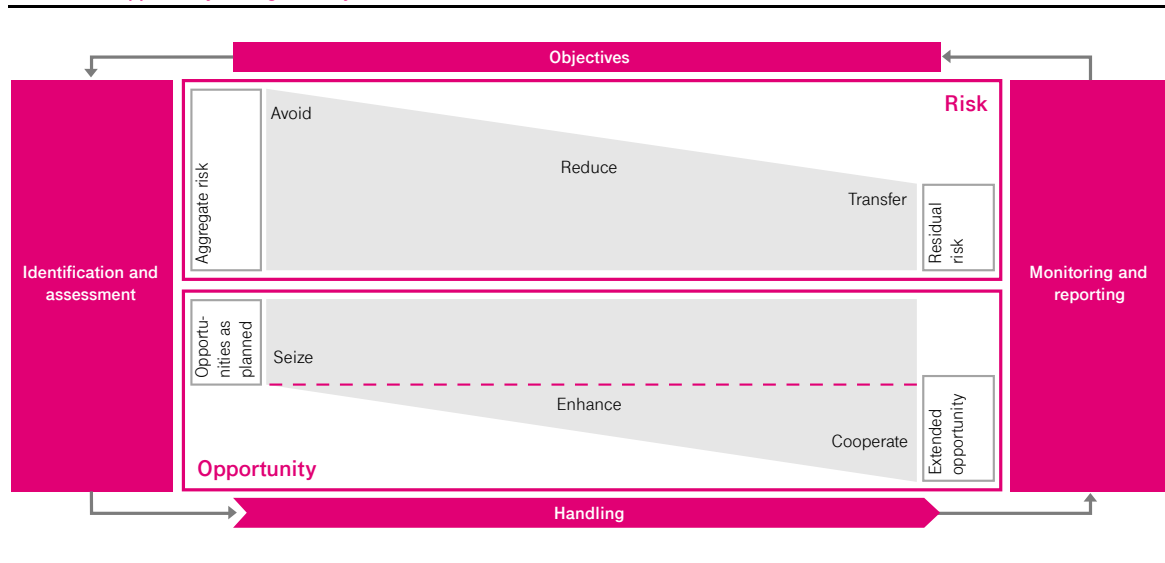 Objectives
Identification and
assessment
Risk
Aggregate risk
Avoid
Reduce
Transfer
Residual
risk
Opportu-
nities as
planned
Seize
Enhance
Cooperate
Extended
opportunity
Opportunity
Monitoring and
reporting
Handling